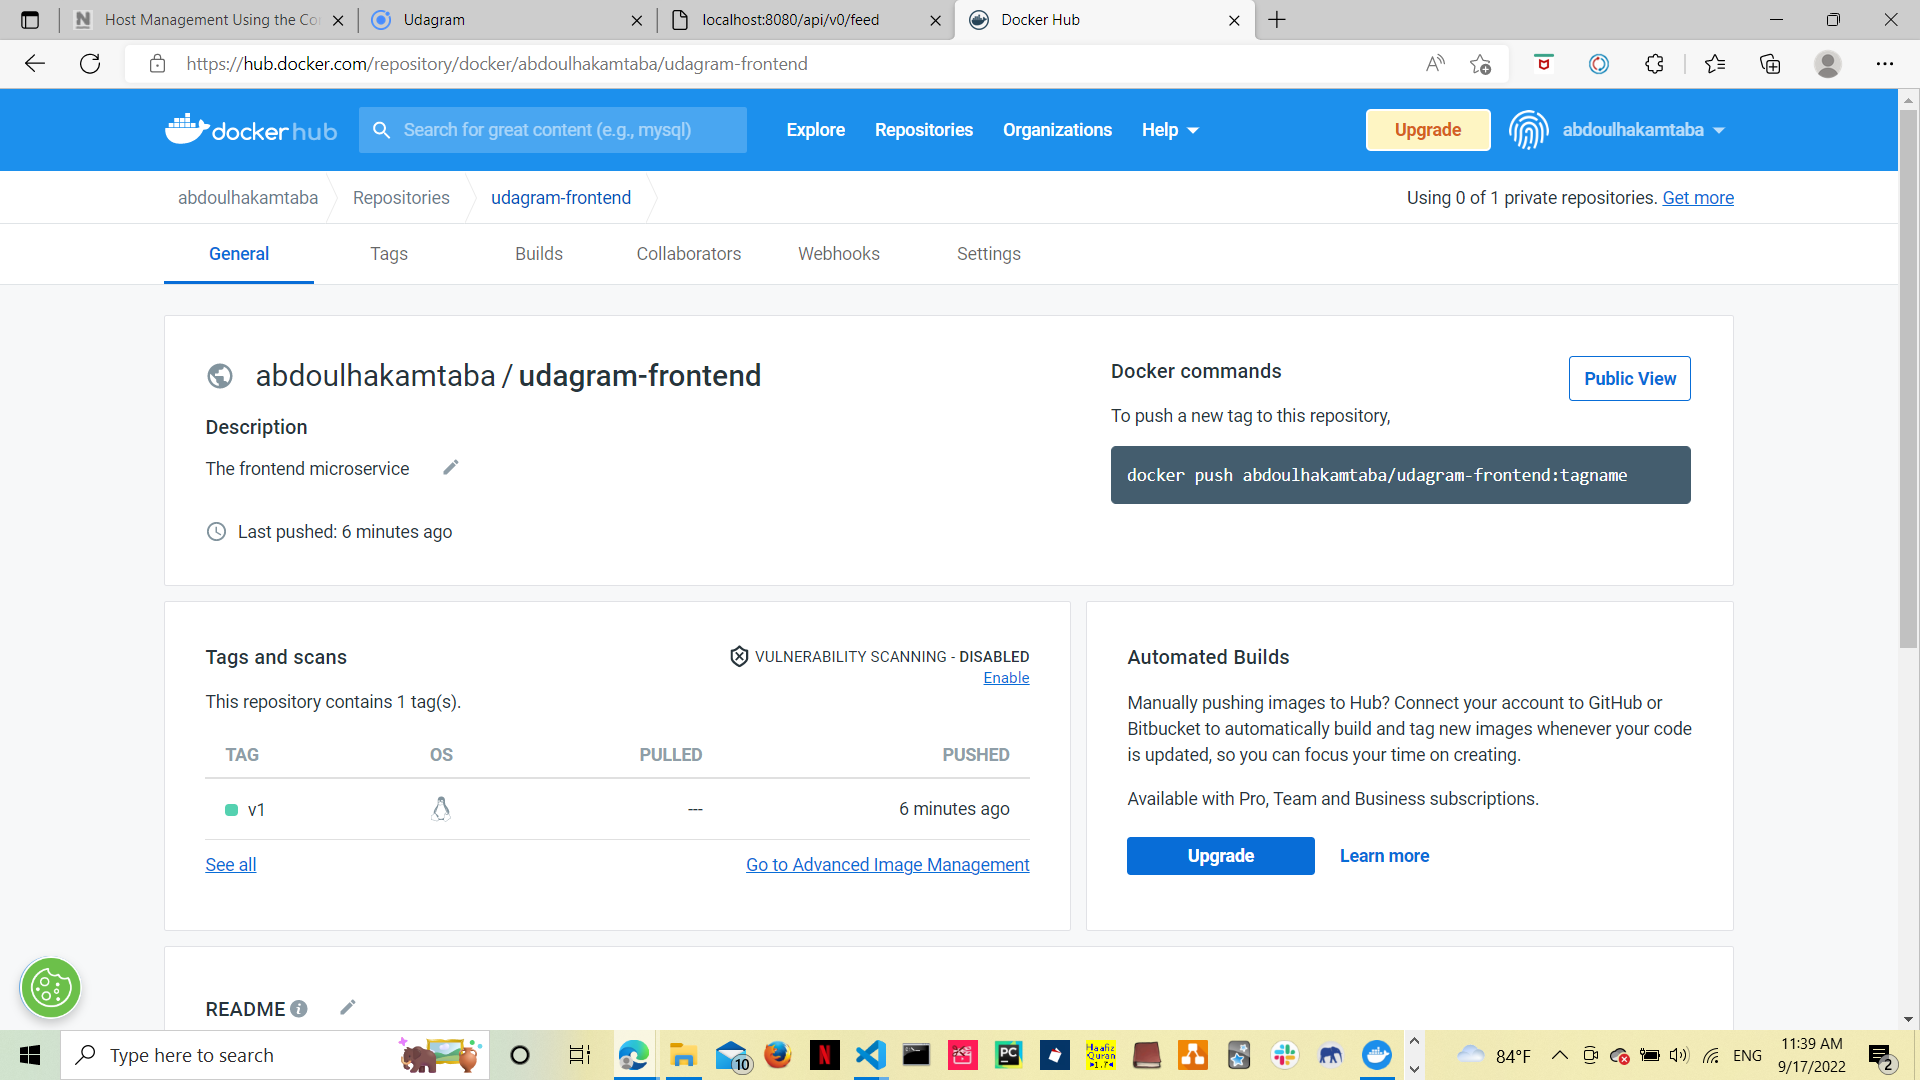 Host Management Using the Co
Udagram
localhost:8080/api/v0/feed
Docker Hub
https://hub.docker.com/repository/docker/abdoulhakamtaba/udagram-frontend
docker hub
Search for great content (e.g., mysql)
Explore
Repositories
Organizations
Help
Upgrade
abdoulhakamtaba
abdoulhakamtaba
Repositories
udagram-frontend
Using 0 of 1 private repositories. Get more
General
Tags
Builds
Collaborators
Webhooks
Settings
abdoulhakamtaba / udagram-frontend
Description
The frontend microservice
Last pushed: 6 minutes ago
Docker commands
Public View
To push a new tag to this repository,
docker push abdoulhakamtaba/udagram-frontend:tagname
Tags and scans
VULNERABILITY SCANNING - DISABLED
Enable
This repository contains 1 tag(s).
TAG OS PULLED PUSHED
v1 --- 6 minutes ago
See all
Go to Advanced Image Management
Automated Builds
Manually pushing images to Hub? Connect your account to GitHub or
Bitbucket to automatically build and tag new images whenever your code
is updated, so you can focus your time on creating.
Available with Pro, Team and Business subscriptions.
Upgrade
Learn more
README
Type here to search
10
N
PC
Haafiz
Quran
1.7
84°F
ENG
11:39 AM
9/17/2022
2